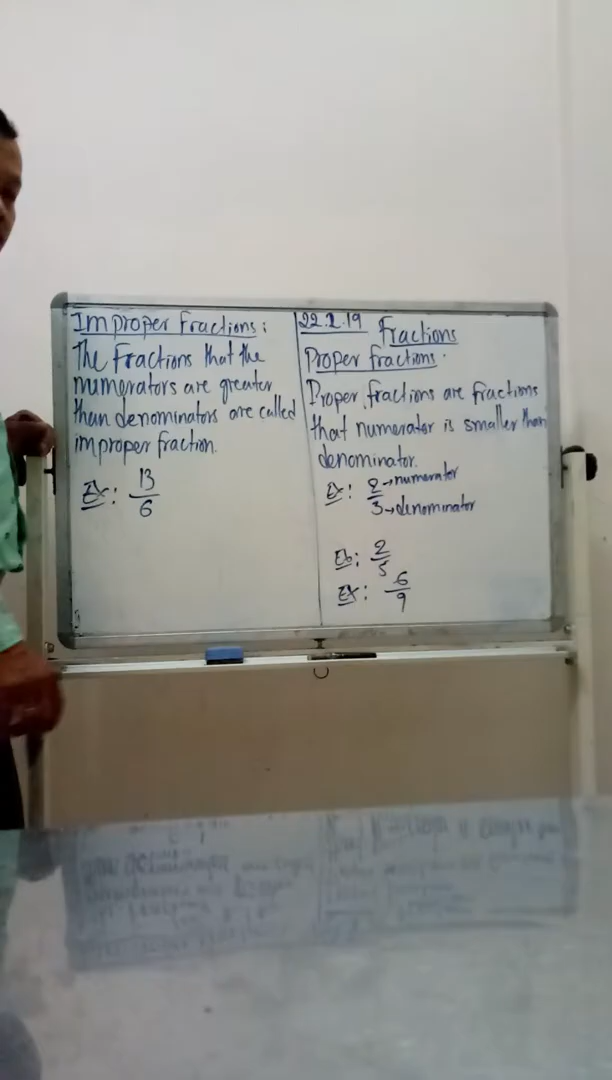 Improper Fractions:
The Fractions that the
numerators are greater
than denominators are called
improper fraction.
Ex: 13/6
22.2.19
Fractions
Proper fractions.
Proper fractions are fractions
that numerator is smaller than
denominator.
Ex: 2→numerator
3→denominator
Ex: 2/5
Ex: 6/9